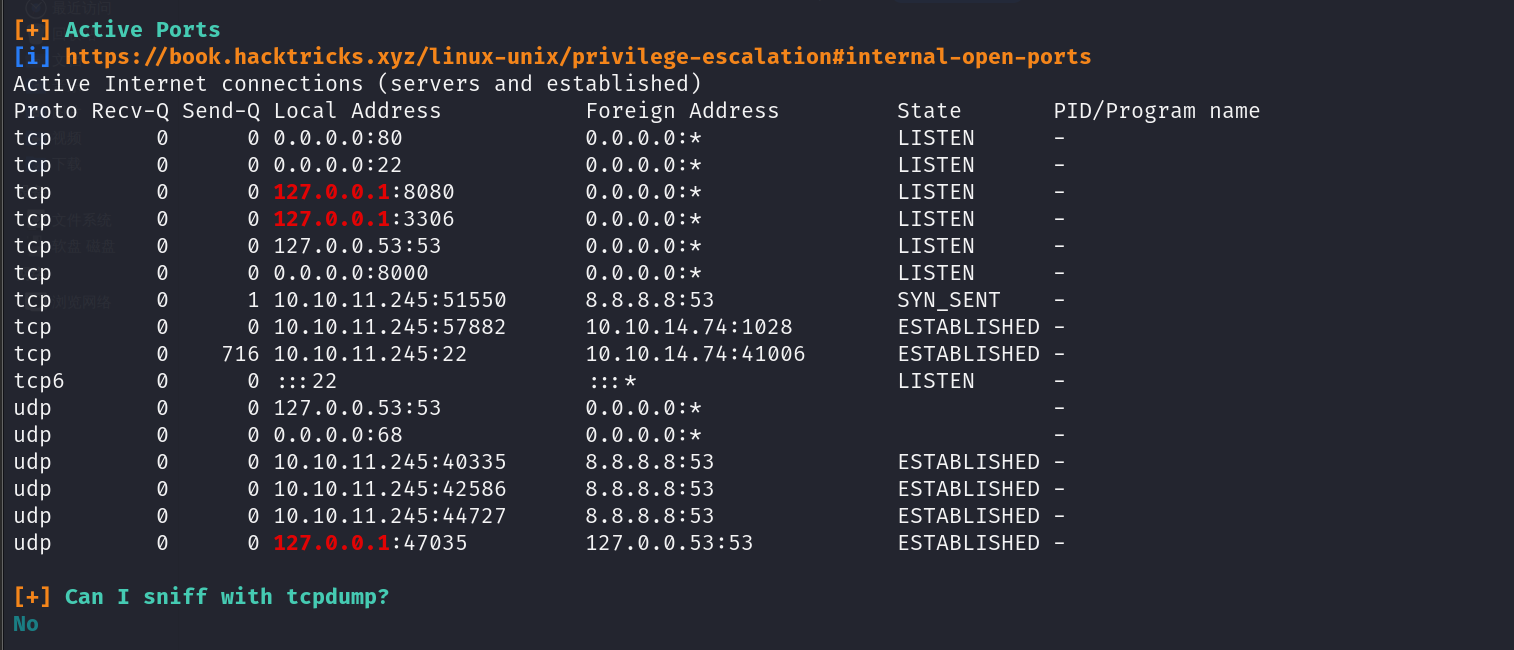 [+] Active Ports
[i] https://book.hacktricks.xyz/linux-unix/privilege-escalation#internal-open-ports
Active Internet connections (servers and established)
Proto Recv-Q Send-Q Local Address           Foreign Address         State       PID/Program name
tcp        0      0 0.0.0.0:80              0.0.0.0:*               LISTEN      -
tcp        0      0 0.0.0.0:22              0.0.0.0:*               LISTEN      -
tcp        0      0 127.0.0.1:8080          0.0.0.0:*               LISTEN      -
tcp        0      0 127.0.0.1:3306          0.0.0.0:*               LISTEN      -
tcp        0      0 127.0.0.53:53           0.0.0.0:*               LISTEN      -
tcp        0      0 0.0.0.0:8000            0.0.0.0:*               LISTEN      -
tcp        0      1 10.10.11.245:51550      8.8.8.8:53              SYN_SENT    -
tcp        0      0 10.10.11.245:57882      10.10.14.74:1028        ESTABLISHED -
tcp        0    716 10.10.11.245:22         10.10.14.74:41006       ESTABLISHED -
tcp6       0      0 :::22                   :::*                    LISTEN      -
udp        0      0 127.0.0.53:53           0.0.0.0:*                           -
udp        0      0 0.0.0.0:68              0.0.0.0:*                           -
udp        0      0 10.10.11.245:40335      8.8.8.8:53              ESTABLISHED -
udp        0      0 10.10.11.245:42586      8.8.8.8:53              ESTABLISHED -
udp        0      0 10.10.11.245:44727      8.8.8.8:53              ESTABLISHED -
udp        0      0 127.0.0.1:47035         127.0.0.53:53           ESTABLISHED -
[+] Can I sniff with tcpdump?
No